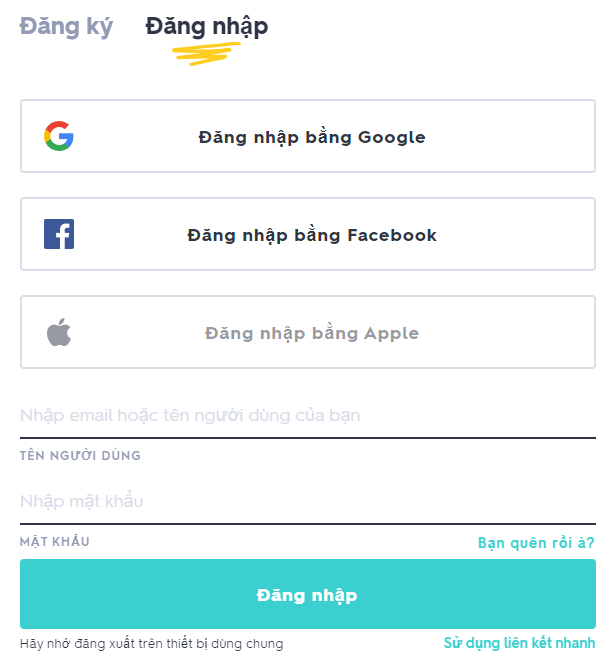 Đăng ký Đăng nhập
Đăng nhập bằng Google
Đăng nhập bằng Facebook
Đăng nhập bằng Apple
Nhập email hoặc tên người dùng của bạn
TÊN NGƯỜI DÙNG
Nhập mật khẩu
MẬT KHẨU Bạn quên rồi à?
Đăng nhập
Hãy nhớ đăng xuất trên thiết bị dùng chung Sử dụng liên kết nhanh